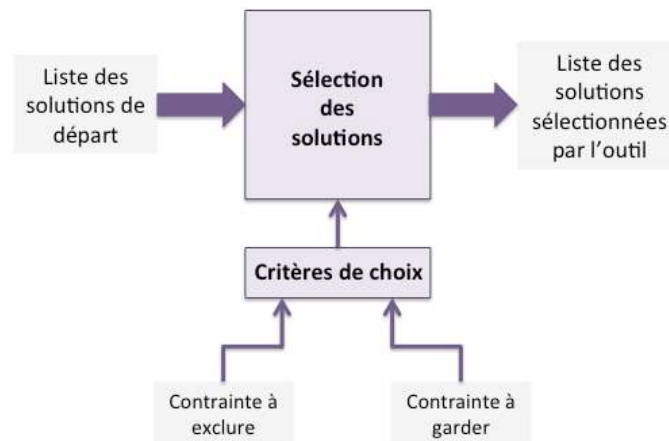 Liste des
solutions de
départ
Sélection
des
solutions
Liste des
solutions
sélectionnées
par l'outil
Critères de choix
Contrainte à
exclure
Contrainte à
garder